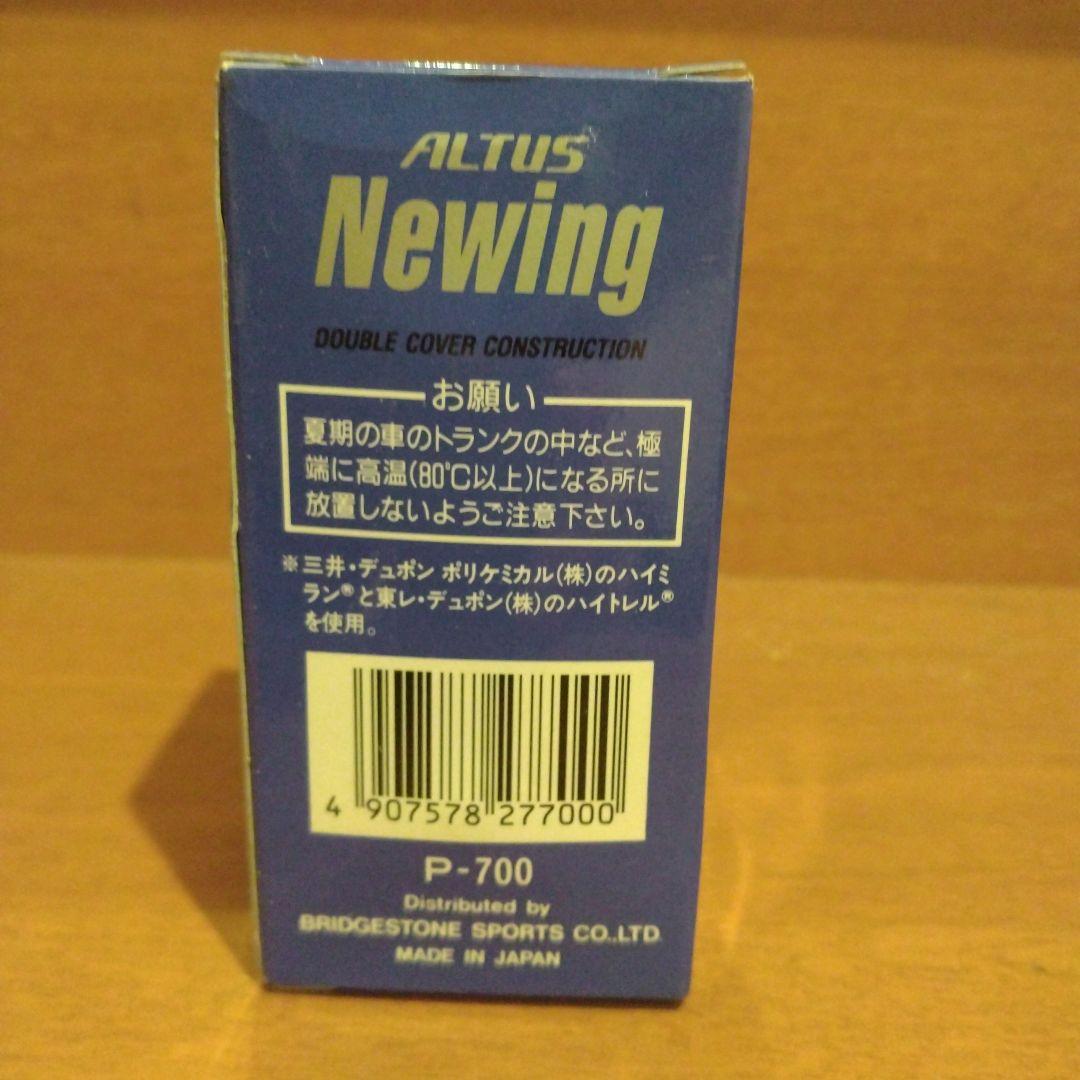 ALTUS
Newing
DOUBLE COVER CONSTRUCTION
お願い
夏期の車のトランクの中など、極
端に高温(80℃以上)になる所に
放置しないようご注意下さい。
※三井・デュポン ポリケミカル(株)のハイミ
ラン®と東レ・デュポン(株)のハイトレル®
を使用。
4 907578 277000
P-700
Distributed by
BRIDGESTONE SPORTS CO.,LTD.
MADE IN JAPAN